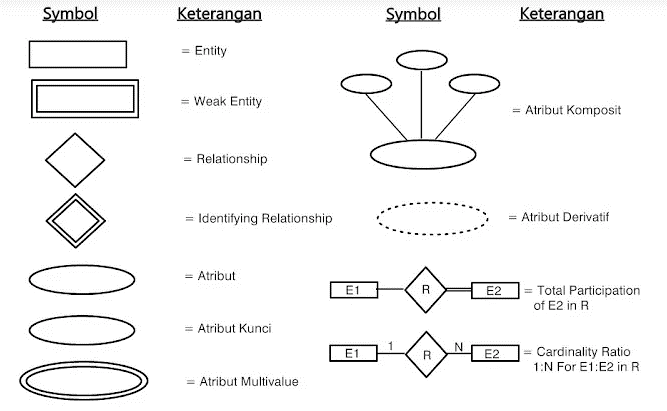 Symbol Keterangan
= Entity
= Weak Entity
= Relationship
= Identifying Relationship
= Atribut
= Atribut Kunci
= Atribut Multivalue
Symbol Keterangan
= Atribut Komposit
= Atribut Derivatif
E1 R E2 = Total Participation
of E2 in R
E1 1 R N E2 = Cardinality Ratio
1:N For E1:E2 in R